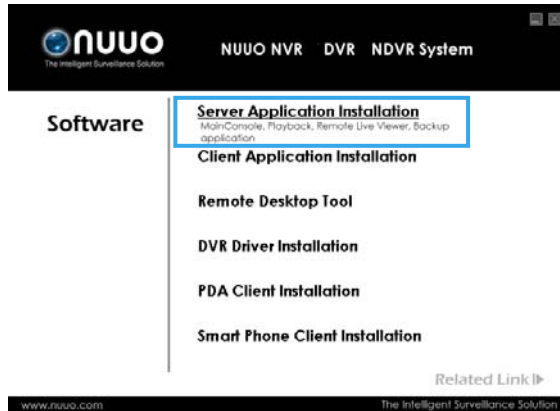 nuuo
The Intelligent Surveillance Solution
NUUO NVR DVR NDVR System
Software
Server Application Installation
MainConsole, Playback, Remote Live Viewer, Backup
application
Client Application Installation
Remote Desktop Tool
DVR Driver Installation
PDA Client Installation
Smart Phone Client Installation
Related Link
www.nuuo.com
The Intelligent Surveillance Solution